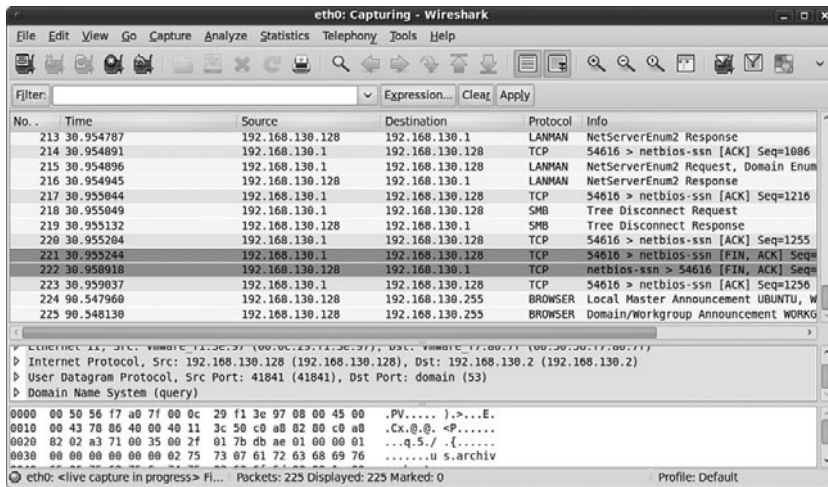 eth0: Capturing - Wireshark
File Edit View Go Capture Analyze Statistics Telephony Tools Help
Filter: Expression... Clear Apply
No. . Time Source Destination Protocol Info
213 30.954787 192.168.130.128 192.168.130.1 LANMAN NetServerEnum2 Response
214 30.954891 192.168.130.1 192.168.130.128 TCP 54616 > netbios-ssn [ACK] Seq=1086
215 30.954896 192.168.130.1 192.168.130.128 LANMAN NetServerEnum2 Request, Domain Enum
216 30.954945 192.168.130.128 192.168.130.1 LANMAN NetServerEnum2 Response
217 30.955044 192.168.130.1 192.168.130.128 TCP 54616 > netbios-ssn [ACK] Seq=1216
218 30.955049 192.168.130.1 192.168.130.128 SMB Tree Disconnect Request
219 30.955132 192.168.130.128 192.168.130.1 SMB Tree Disconnect Response
220 30.955204 192.168.130.1 192.168.130.128 TCP 54616 > netbios-ssn [ACK] Seq=1255
221 30.955244 192.168.130.1 192.168.130.128 TCP 54616 > netbios-ssn [FIN, ACK] Seq=
222 30.958918 192.168.130.128 192.168.130.1 TCP netbios-ssn > 54616 [FIN, ACK] Seq=
223 30.959037 192.168.130.1 192.168.130.128 TCP 54616 > netbios-ssn [ACK] Seq=1256
224 90.547960 192.168.130.128 192.168.130.255 BROWSER Local Master Announcement UBUNTU, W
225 90.548130 192.168.130.128 192.168.130.255 BROWSER Domain/Workgroup Announcement WORKG
Internet Protocol, Src: 192.168.130.128 (192.168.130.128), Dst: 192.168.130.2 (192.168.130.2)
User Datagram Protocol, Src Port: 41841 (41841), Dst Port: domain (53)
Domain Name System (query)
0000 00 50 56 f7 a0 7f 00 0c 29 f1 3e 97 08 00 45 00 .PV..... ).>...E.
0010 00 43 78 86 40 00 40 11 3c 50 c0 a8 82 80 c0 a8 .Cx.@.@. <P......
0020 82 02 a3 71 00 35 00 2f 01 7b db ae 01 00 00 01 ...q.5./ .{......
0030 00 00 00 00 00 02 75 73 07 61 72 63 68 69 76 .......u s.archiv
eth0: <live capture in progress> Fi... Packets: 225 Displayed: 225 Marked: 0 Profile: Default